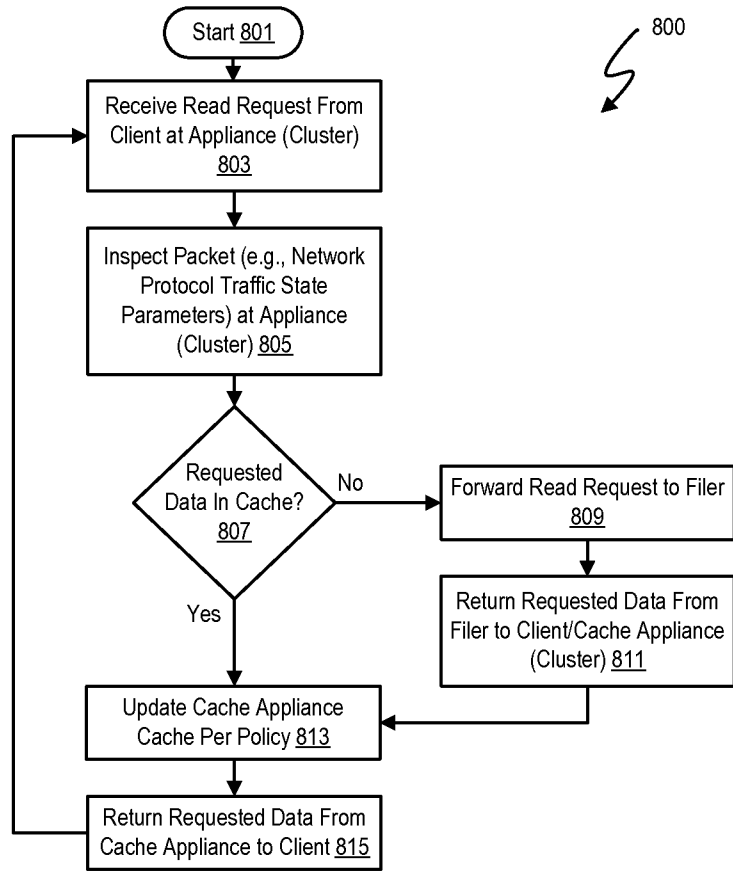 Start 801
800
Receive Read Request From
Client at Appliance (Cluster)
803
Inspect Packet (e.g., Network
Protocol Traffic State
Parameters) at Appliance
(Cluster) 805
Requested
Data In Cache?
807
No
Yes
Forward Read Request to Filer
809
Return Requested Data From
Filer to Client/Cache Appliance
(Cluster) 811
Update Cache Appliance
Cache Per Policy 813
Return Requested Data From
Cache Appliance to Client 815